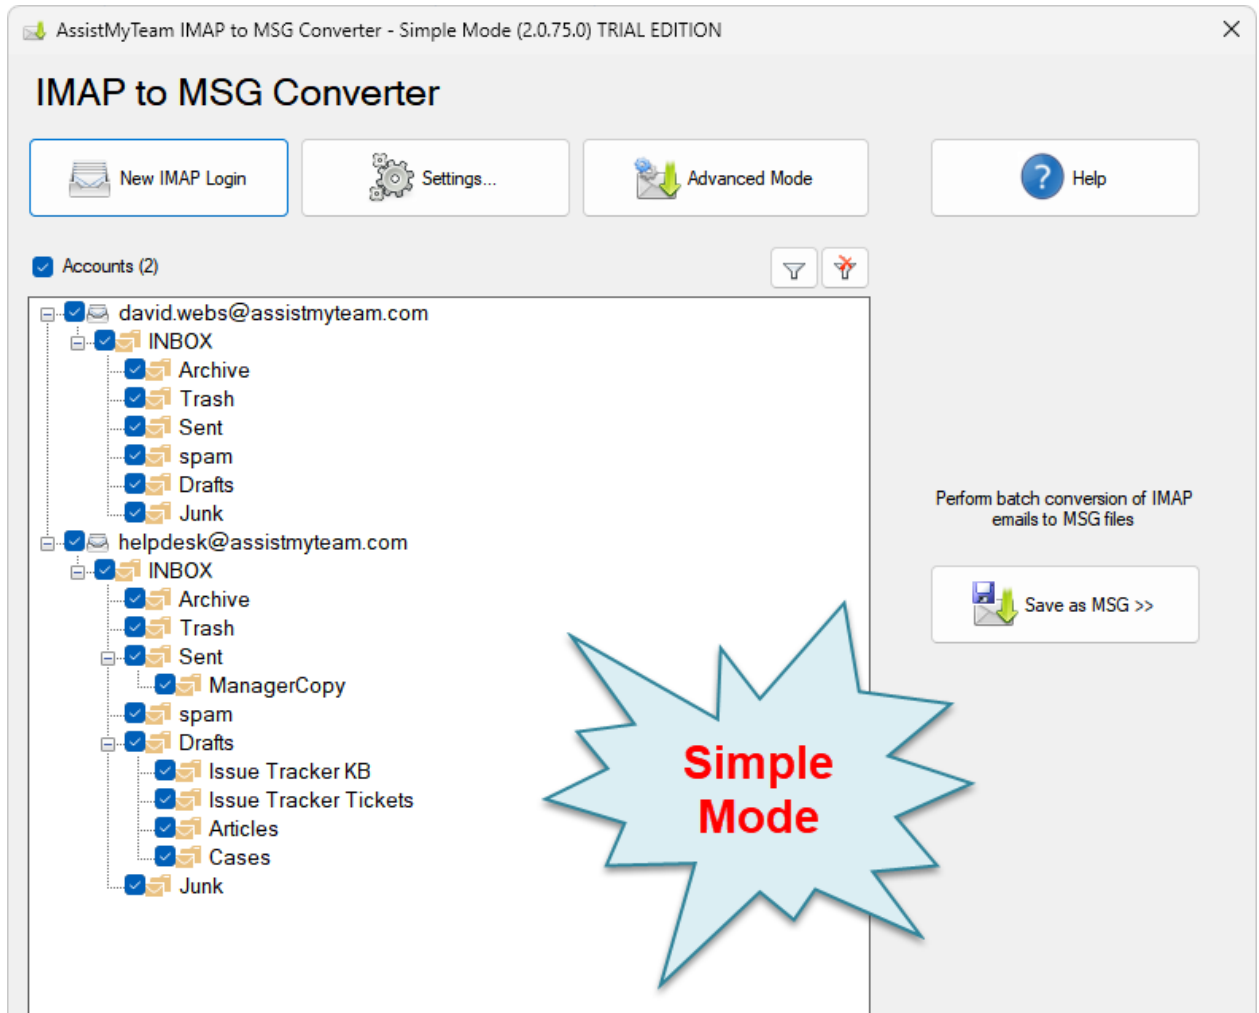 AssistMyTeam IMAP to MSG Converter - Simple Mode (2.0.75.0) TRIAL EDITION
IMAP to MSG Converter
New IMAP Login
Settings...
Advanced Mode
? Help
Accounts (2)
david.webs@assistmyteam.com
INBOX
Archive
Trash
Sent
spam
Drafts
Junk
helpdesk@assistmyteam.com
INBOX
Archive
Trash
Sent
ManagerCopy
spam
Drafts
Issue Tracker KB
Issue Tracker Tickets
Articles
Cases
Junk
Perform batch conversion of IMAP
emails to MSG files
Save as MSG >>
Simple
Mode